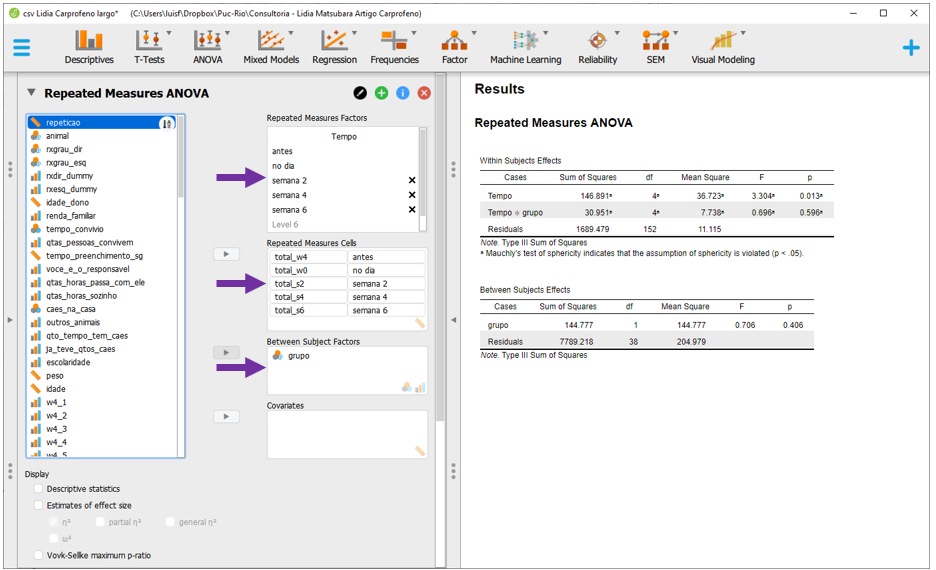 csv Lidia Carprofeno largo* (C:\Users\luisf\Dropbox\Puc-Rio\Consultoria - Lidia Matsubara Artigo Carprofeno)
Descriptives T-Tests ANOVA Mixed Models Regression Frequencies Factor Machine Learning Reliability SEM Visual Modeling
Repeated Measures ANOVA
repeticao
animal
rxgrau_dir
rxgrau_esq
rxdir_dummy
rxesq_dummy
idade_dono
renda_familiar
tempo_convivio
qtas_pessoas_convivem
tempo_preenchimento_sg
voce_e_o_responsavel
qtas_horas_passa_com_ele
qtas_horas_sozinho
caes_na_casa
outros_animais
qto_tempo_tem_caes
ja_teve_qtos_caes
escolaridade
peso
idade
w4_1
w4_2
w4_3
w4_4
w4_5
Repeated Measures Factors
Tempo
antes
no dia
semana 2
semana 4
semana 6
Level 6
Repeated Measures Cells
total_w4 antes
total_w0 no dia
total_s2 semana 2
total_s4 semana 4
total_s6 semana 6
Between Subject Factors
grupo
Covariates
Display
Descriptive statistics
Estimates of effect size
η² partial η² general η²
ω²
Vovk-Sellke maximum p-ratio
Results
Repeated Measures ANOVA
Within Subjects Effects
Cases Sum of Squares df Mean Square F p
Tempo 146.891ᵃ 4ᵃ 36.723ᵃ 3.304ᵃ 0.013ᵃ
Tempo ✻ grupo 30.951ᵃ 4ᵃ 7.738ᵃ 0.696ᵃ 0.596ᵃ
Residuals 1689.479 152 11.115
Note. Type III Sum of Squares
ᵃ Mauchly's test of sphericity indicates that the assumption of sphericity is violated (p < .05).
Between Subjects Effects
Cases Sum of Squares df Mean Square F p
grupo 144.777 1 144.777 0.706 0.406
Residuals 7789.218 38 204.979
Note. Type III Sum of Squares